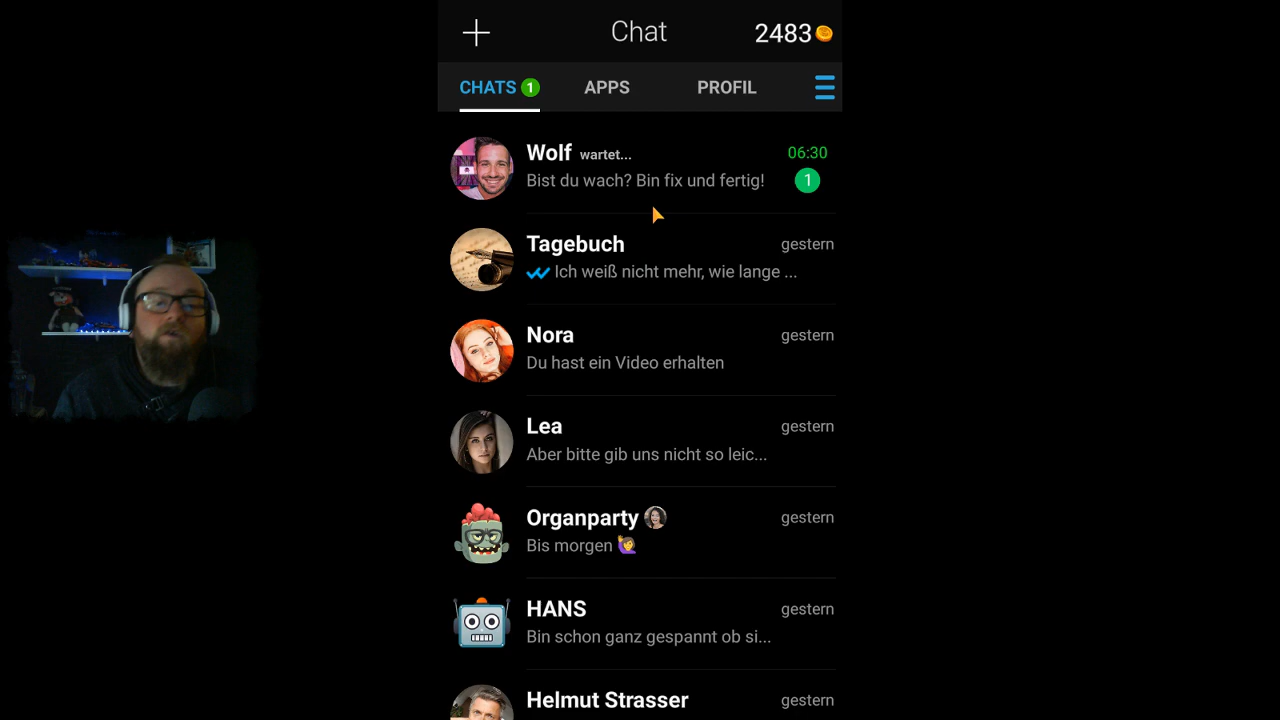 Chat
2483
CHATS 1
APPS
PROFIL
Wolf wartet...
06:30
Bist du wach? Bin fix und fertig!
1
Tagebuch
gestern
Ich weiß nicht mehr, wie lange ...
Nora
gestern
Du hast ein Video erhalten
Lea
gestern
Aber bitte gib uns nicht so leic...
Organparty
gestern
Bis morgen 🙋‍♀️
HANS
gestern
Bin schon ganz gespannt ob si...
Helmut Strasser
gestern